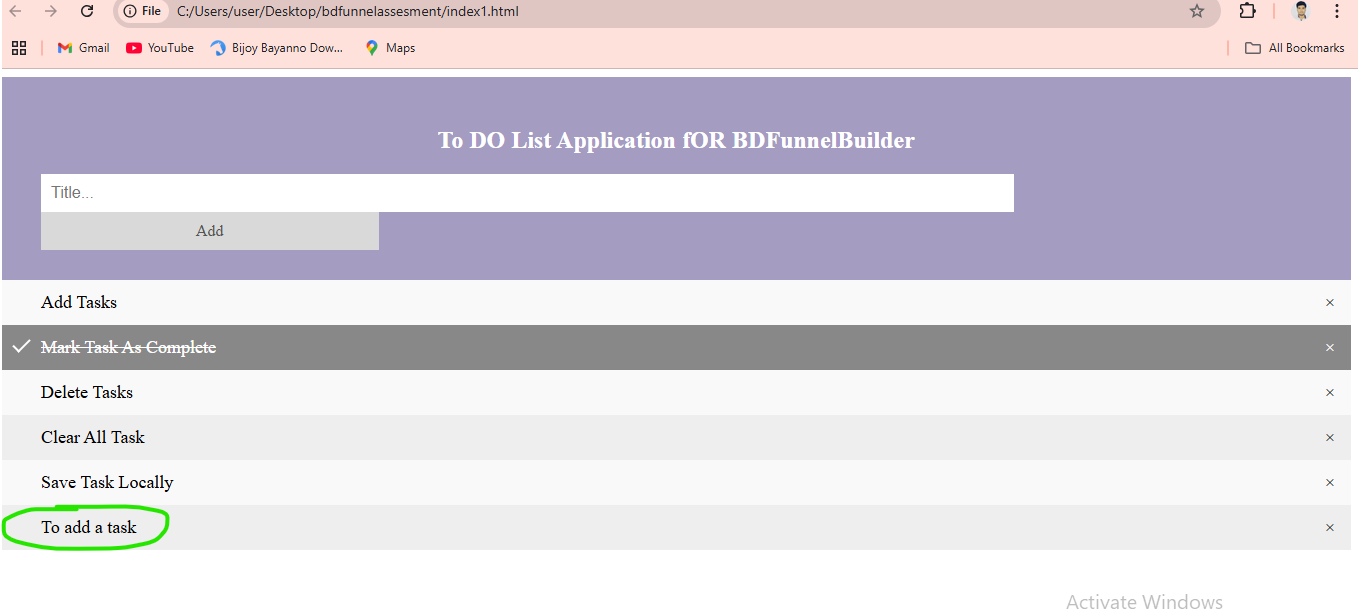 File C:/Users/user/Desktop/bdfunnelassesment/index1.html
Gmail YouTube Bijoy Bayanno Dow... Maps All Bookmarks
To DO List Application fOR BDFunnelBuilder
Title...
Add
Add Tasks ×
Mark Task As Complete ×
Delete Tasks ×
Clear All Task ×
Save Task Locally ×
To add a task ×
Activate Windows